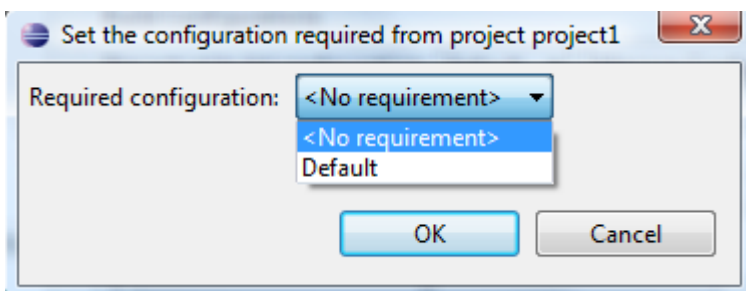 Set the configuration required from project project1
Required configuration: <No requirement>
<No requirement>
Default
OK Cancel